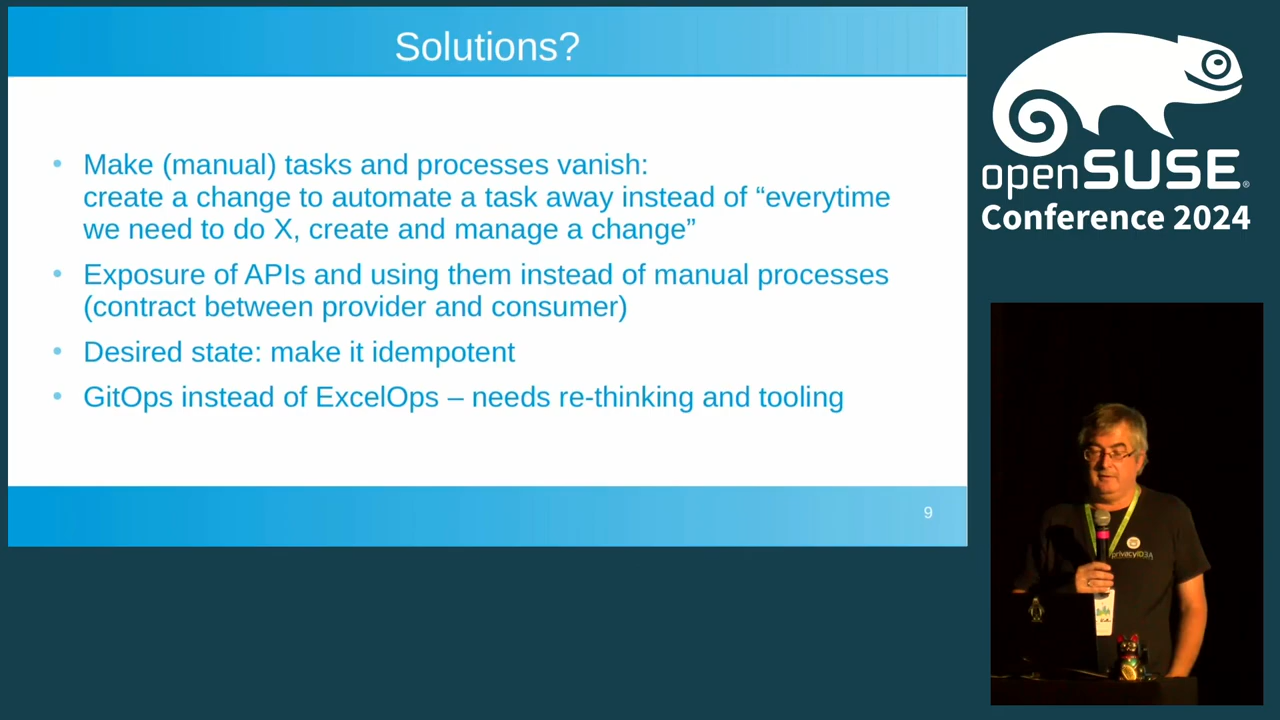 Solutions?
• Make (manual) tasks and processes vanish:
create a change to automate a task away instead of “everytime
we need to do X, create and manage a change”
• Exposure of APIs and using them instead of manual processes
(contract between provider and consumer)
• Desired state: make it idempotent
• GitOps instead of ExcelOps – needs re-thinking and tooling
9
openSUSE®
Conference 2024
privacyIDEA